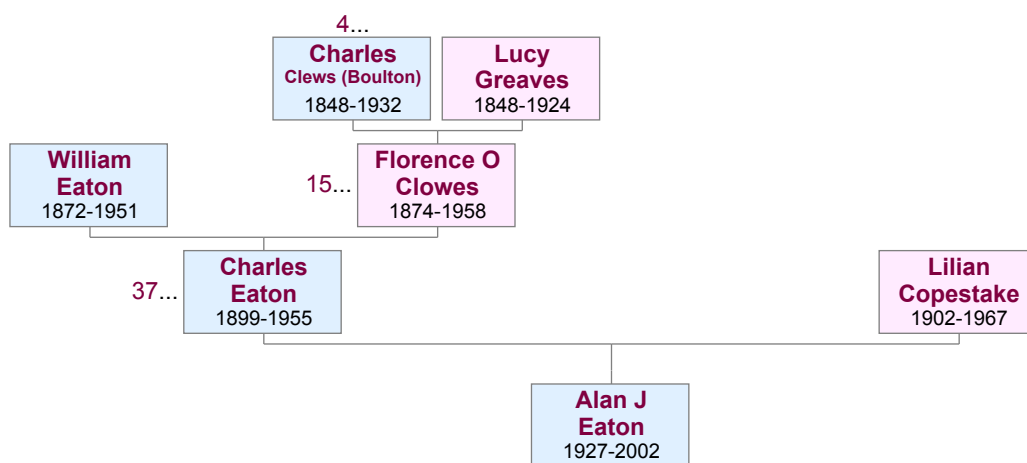 4...
Charles
Clews (Boulton)
1848-1932
Lucy
Greaves
1848-1924
William
Eaton
1872-1951
15...
Florence O
Clowes
1874-1958
37...
Charles
Eaton
1899-1955
Lilian
Copestake
1902-1967
Alan J
Eaton
1927-2002